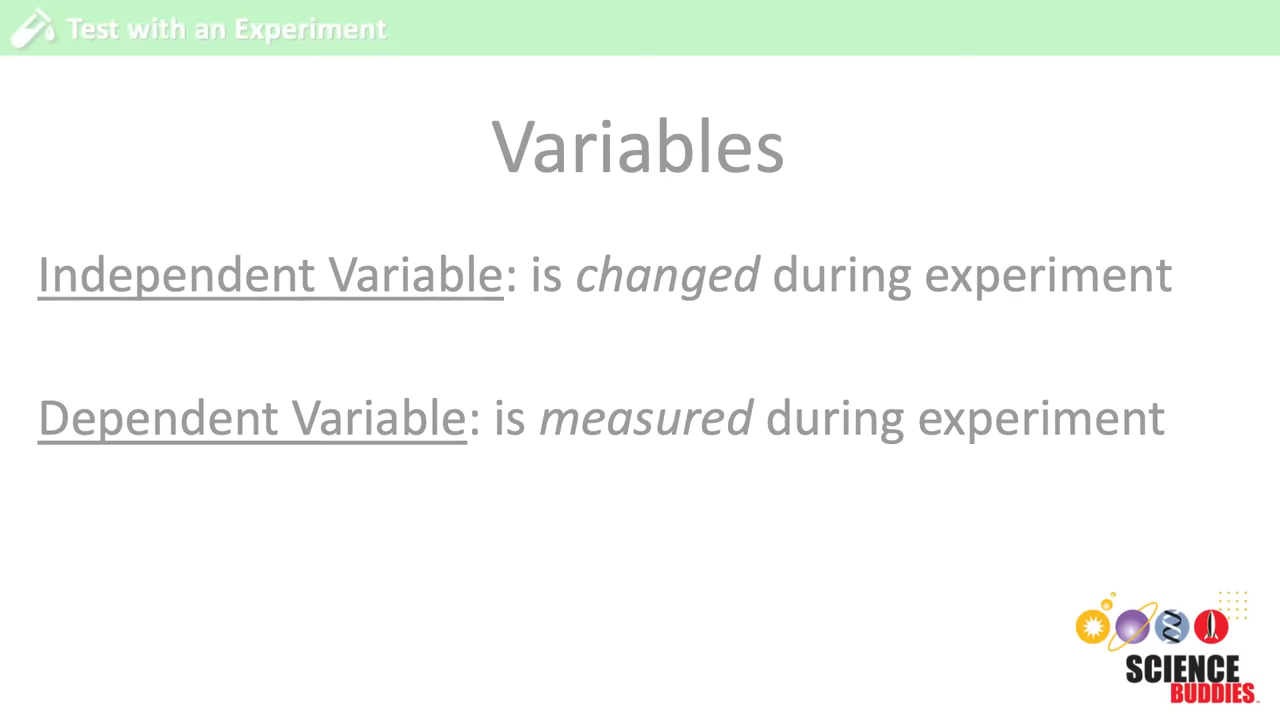 Test with an Experiment
Variables
Independent Variable: is changed during experiment
Dependent Variable: is measured during experiment
SCIENCE
BUDDIES